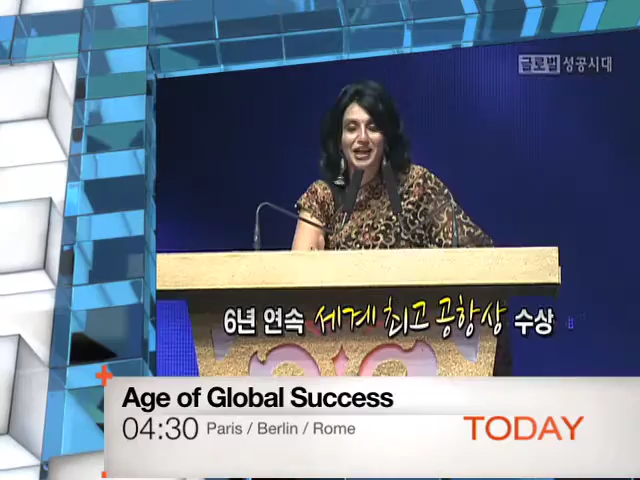 글로벌 성공시대
6년 연속 세계 최고 공항상 수상
Age of Global Success
04:30 Paris / Berlin / Rome
TODAY